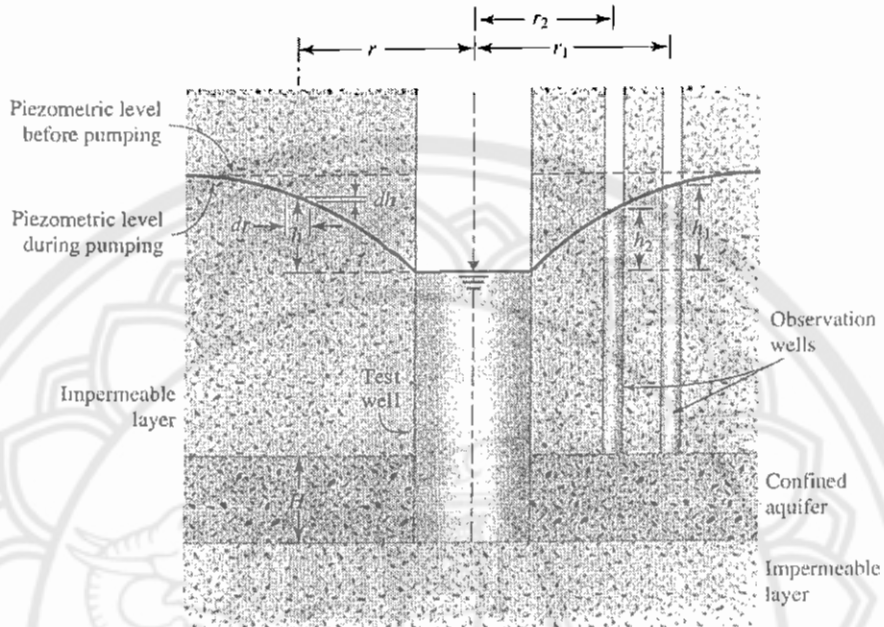 r₂
r
r₁
Piezometric level
before pumping
dh
Piezometric level
during pumping
dr
h
h₂
h₁
Observation
wells
Test
well
Impermeable
layer
H
Confined
aquifer
Impermeable
layer